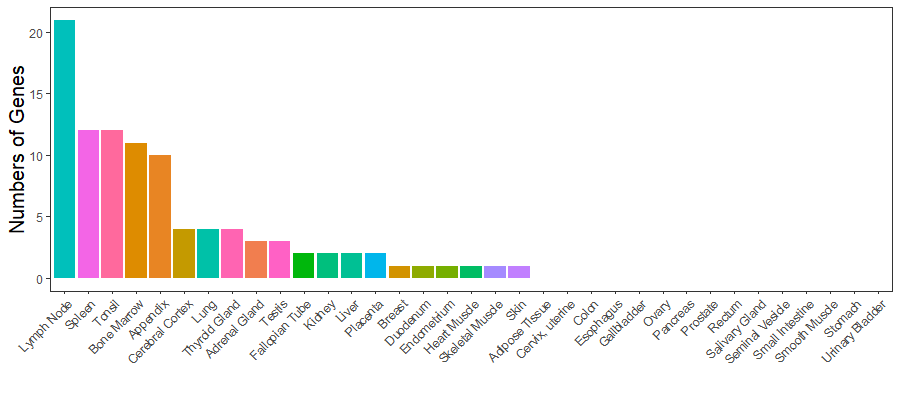 Numbers of Genes
20
15
10
5
0
Lymph Node
Spleen
Tonsil
Bone Marrow
Appendix
Cerebral Cortex
Lung
Thyroid Gland
Adrenal Gland
Testis
Fallopian Tube
Kidney
Liver
Placenta
Breast
Duodenum
Endometrium
Heart Muscle
Skeletal Muscle
Skin
Adipose Tissue
Cervix, uterine
Colon
Esophagus
Gallbladder
Ovary
Pancreas
Prostate
Rectum
Salivary Gland
Seminal Vesicle
Small Intestine
Smooth Muscle
Stomach
Urinary Bladder